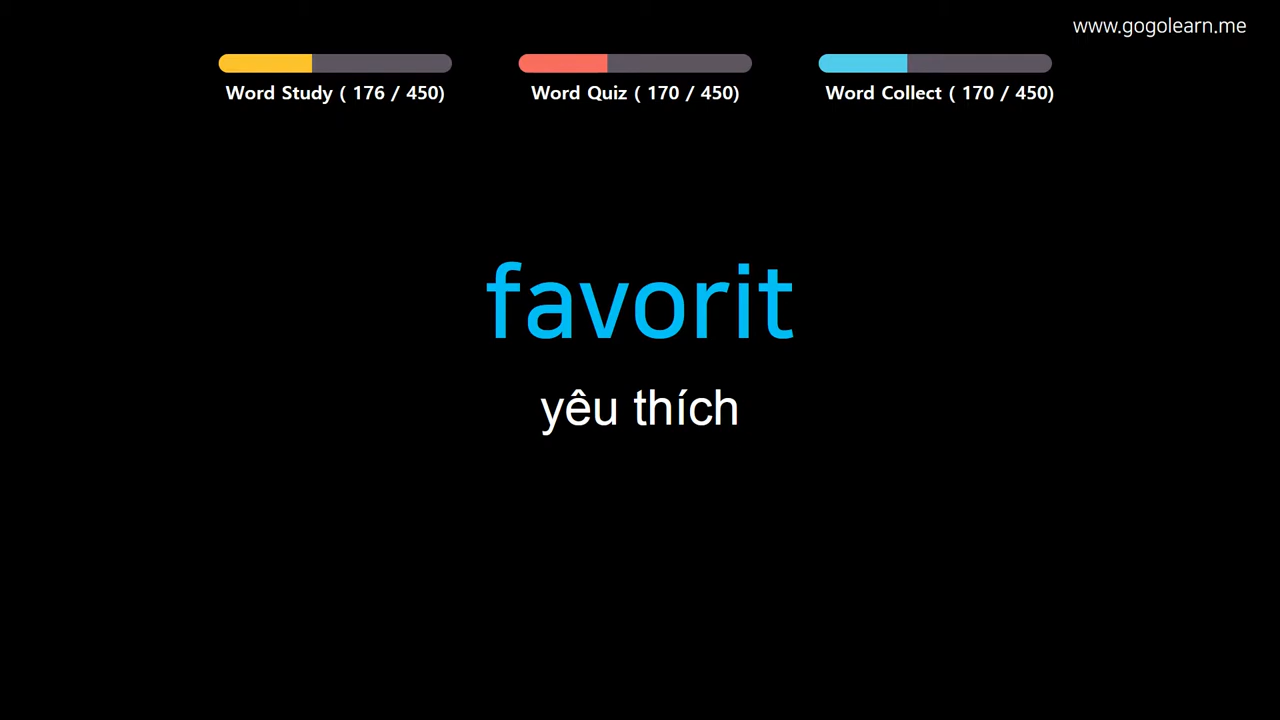 www.gogolearn.me
Word Study ( 176 / 450)
Word Quiz ( 170 / 450)
Word Collect ( 170 / 450)
favorit
yêu thích